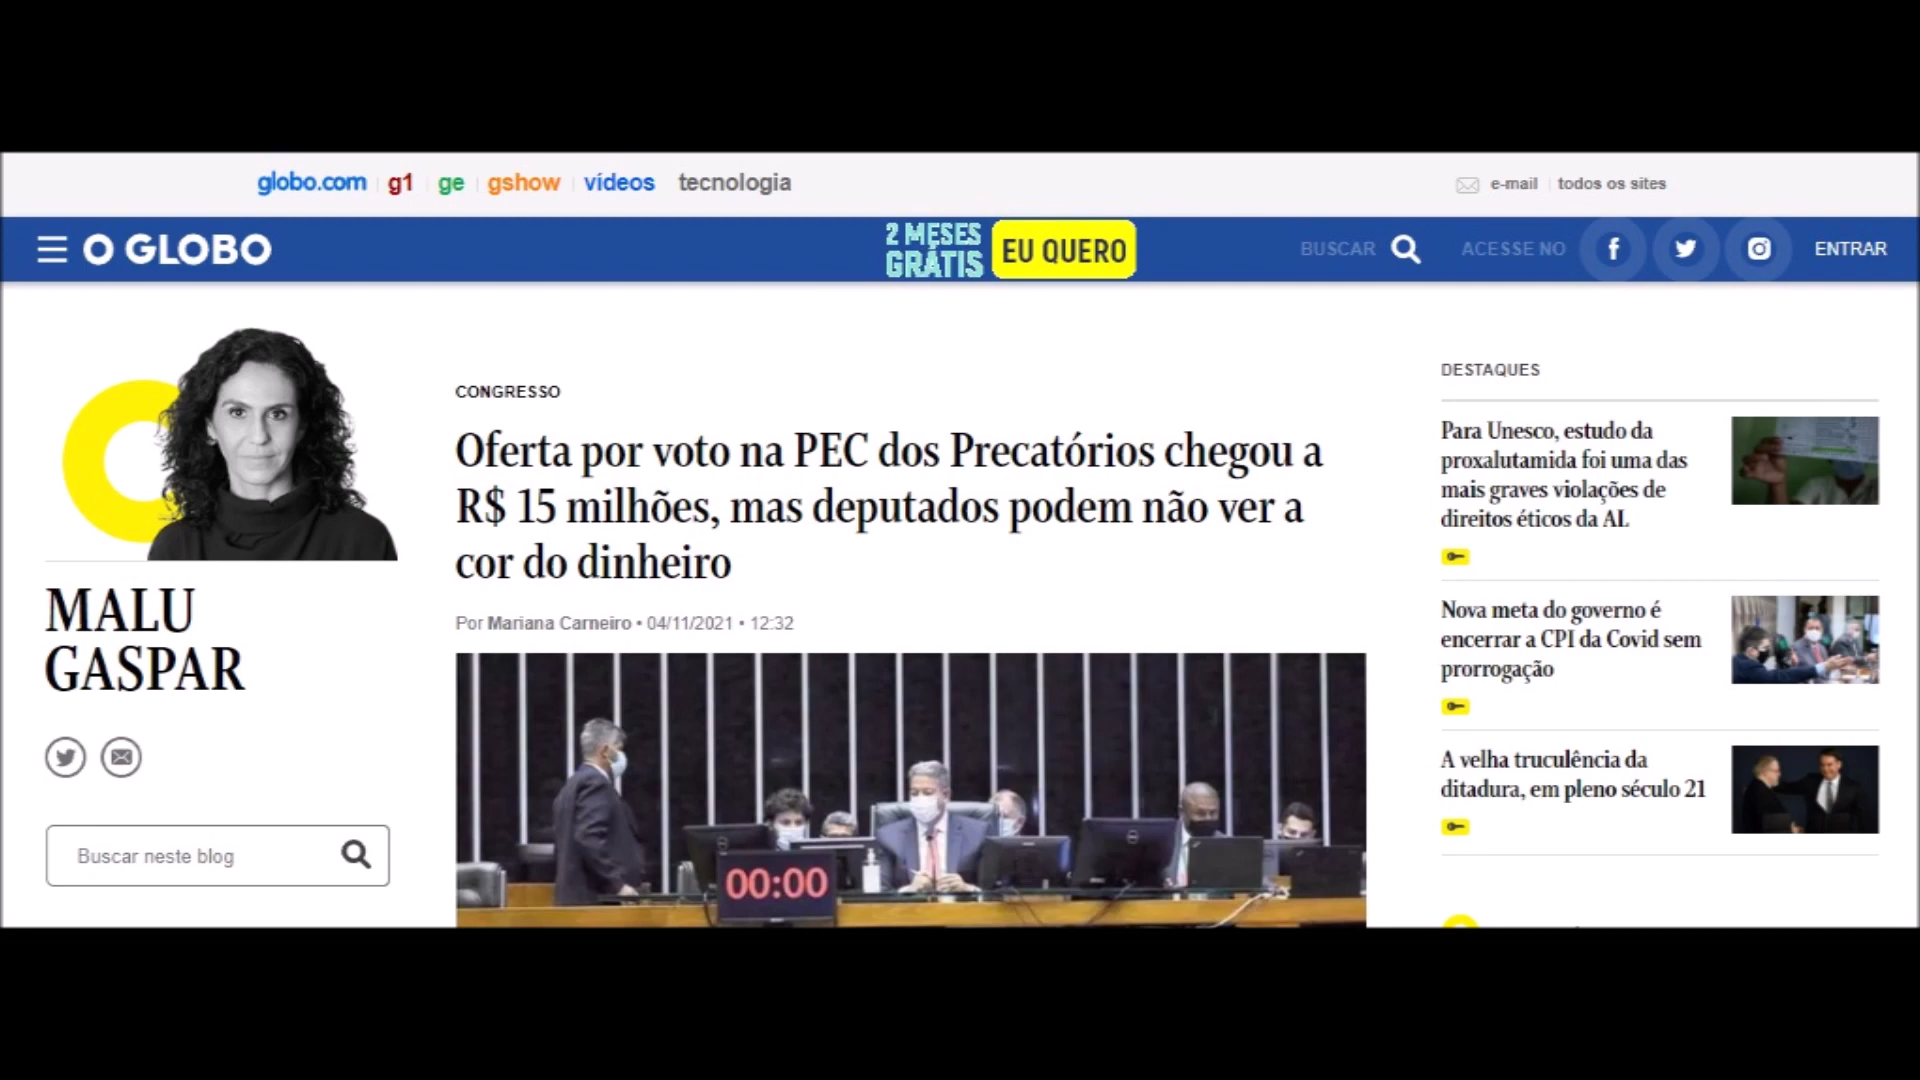 globo.com g1 ge gshow vídeos tecnologia
e-mail todos os sites
O GLOBO
2 MESES
GRÁTIS
EU QUERO
BUSCAR
ACESSE NO
ENTRAR
MALU
GASPAR
Buscar neste blog
CONGRESSO
Oferta por voto na PEC dos Precatórios chegou a
R$ 15 milhões, mas deputados podem não ver a
cor do dinheiro
Por Mariana Carneiro • 04/11/2021 • 12:32
00:00
DESTAQUES
Para Unesco, estudo da
proxalutamida foi uma das
mais graves violações de
direitos éticos da AL
Nova meta do governo é
encerrar a CPI da Covid sem
prorrogação
A velha truculência da
ditadura, em pleno século 21